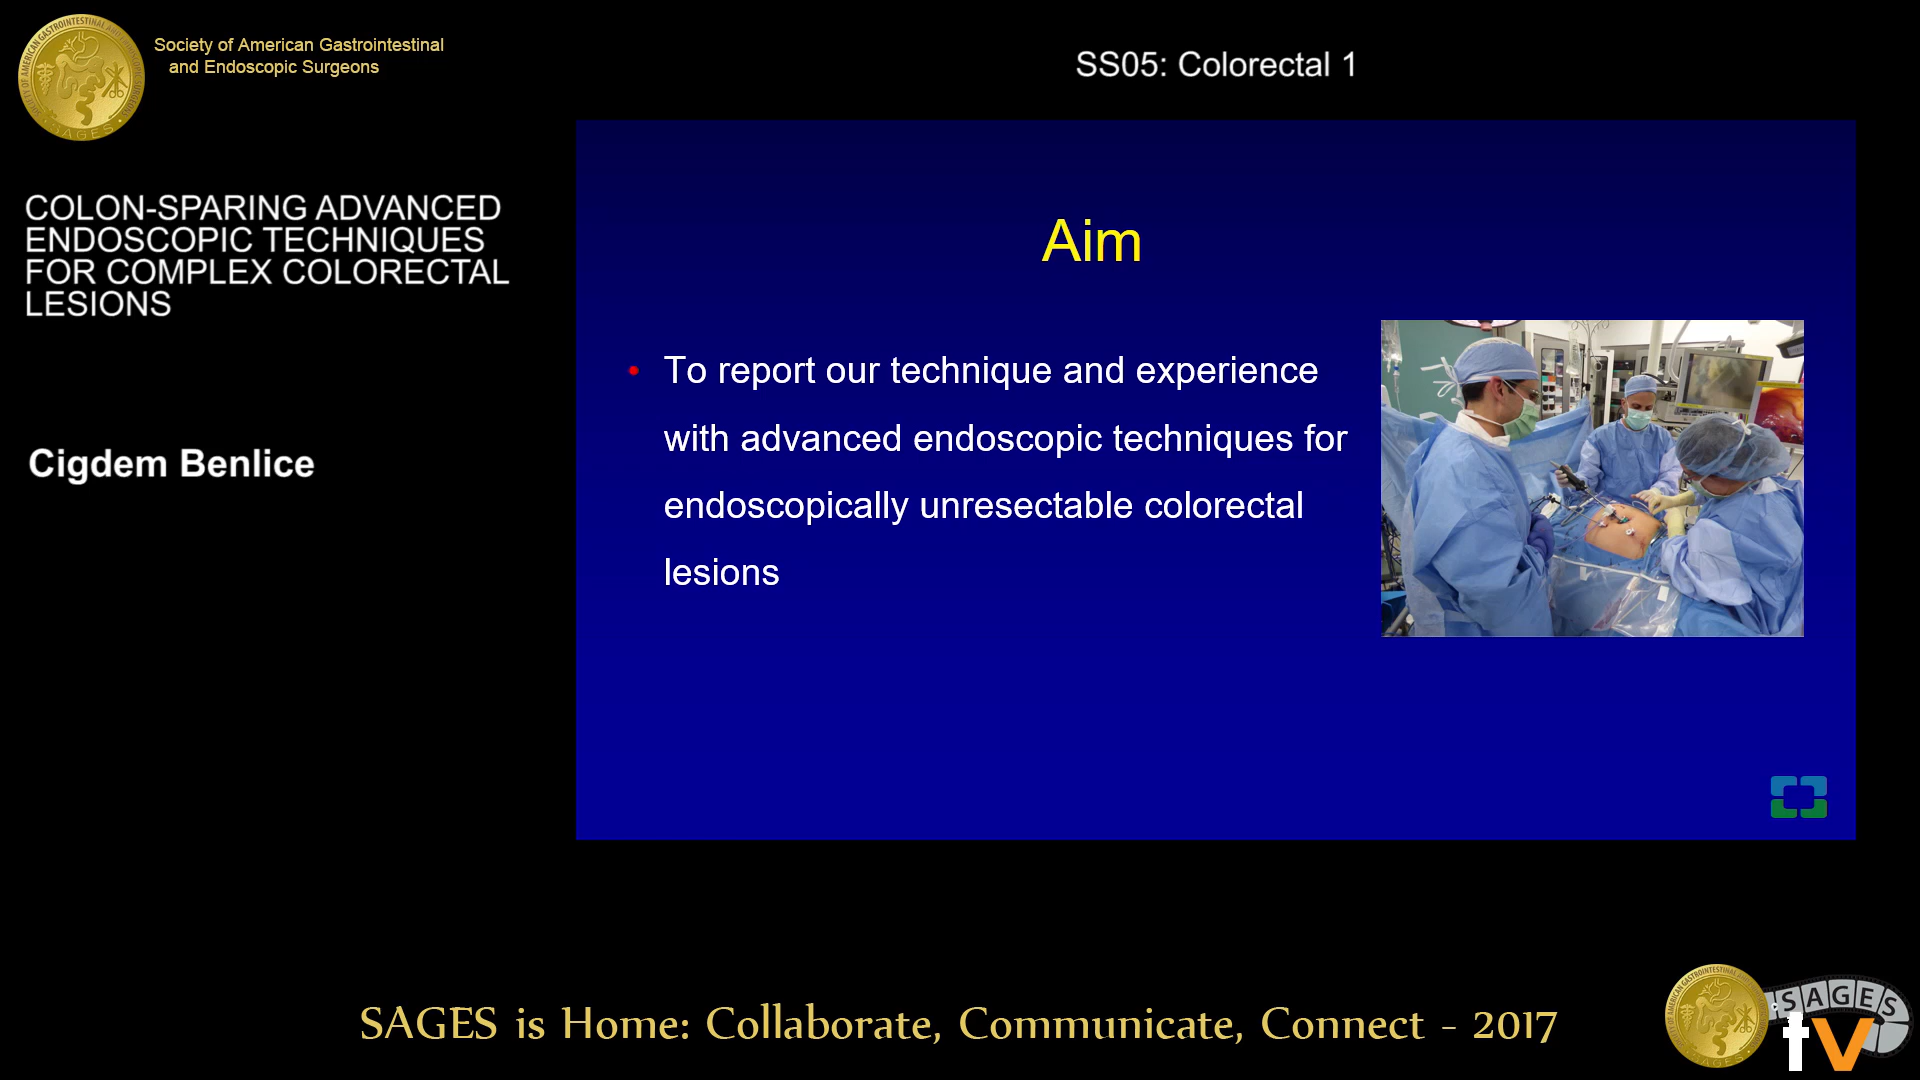 Society of American Gastrointestinal
and Endoscopic Surgeons
SS05: Colorectal 1
COLON-SPARING ADVANCED
ENDOSCOPIC TECHNIQUES
FOR COMPLEX COLORECTAL
LESIONS
Cigdem Benlice
Aim
• To report our technique and experience
with advanced endoscopic techniques for
endoscopically unresectable colorectal
lesions
SAGES is Home: Collaborate, Communicate, Connect - 2017
SAGES
tv
SAGES